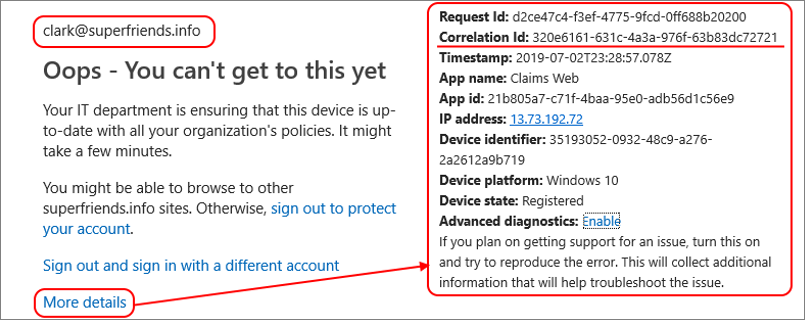 clark@superfriends.info
Oops - You can't get to this yet
Your IT department is ensuring that this device is up-
to-date with all your organization's policies. It might
take a few minutes.
You might be able to browse to other
superfriends.info sites. Otherwise, sign out to protect
your account.
Sign out and sign in with a different account
More details
Request Id: d2ce47c4-f3ef-4775-9fcd-0ff688b20200
Correlation Id: 320e6161-631c-4a3a-976f-63b83dc72721
Timestamp: 2019-07-02T23:28:57.078Z
App name: Claims Web
App id: 21b805a7-c71f-4baa-95e0-adb56d1c56e9
IP address: 13.73.192.72
Device identifier: 35193052-0932-48c9-a276-
2a2612a9b719
Device platform: Windows 10
Device state: Registered
Advanced diagnostics: Enable
If you plan on getting support for an issue, turn this on
and try to reproduce the error. This will collect additional
information that will help troubleshoot the issue.